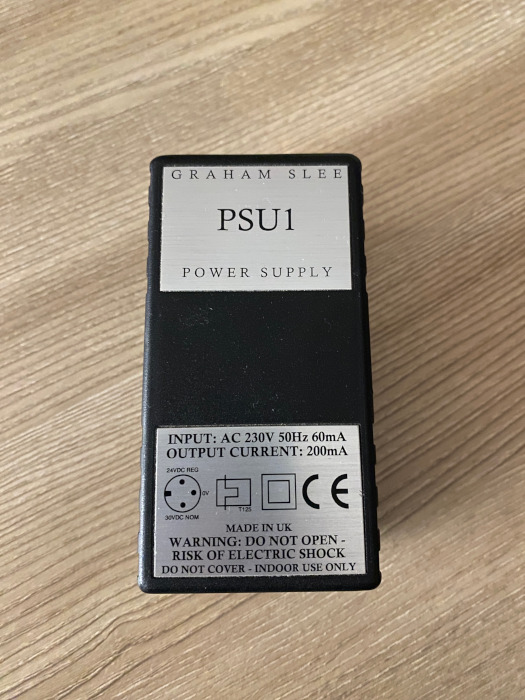 GRAHAM SLEE
PSU1
POWER SUPPLY
INPUT: AC 230V 50Hz 60mA
OUTPUT CURRENT: 200mA
24VDC REG
0V
30VDC NOM
T125
CE
MADE IN UK
WARNING: DO NOT OPEN -
RISK OF ELECTRIC SHOCK
DO NOT COVER - INDOOR USE ONLY